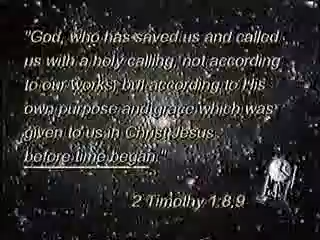 "God, who has saved us and called
us with a holy calling, not according
to our works, but according to His
own purpose and grace which was
given to us in Christ Jesus
before time began."
2 Timothy 1:8,9